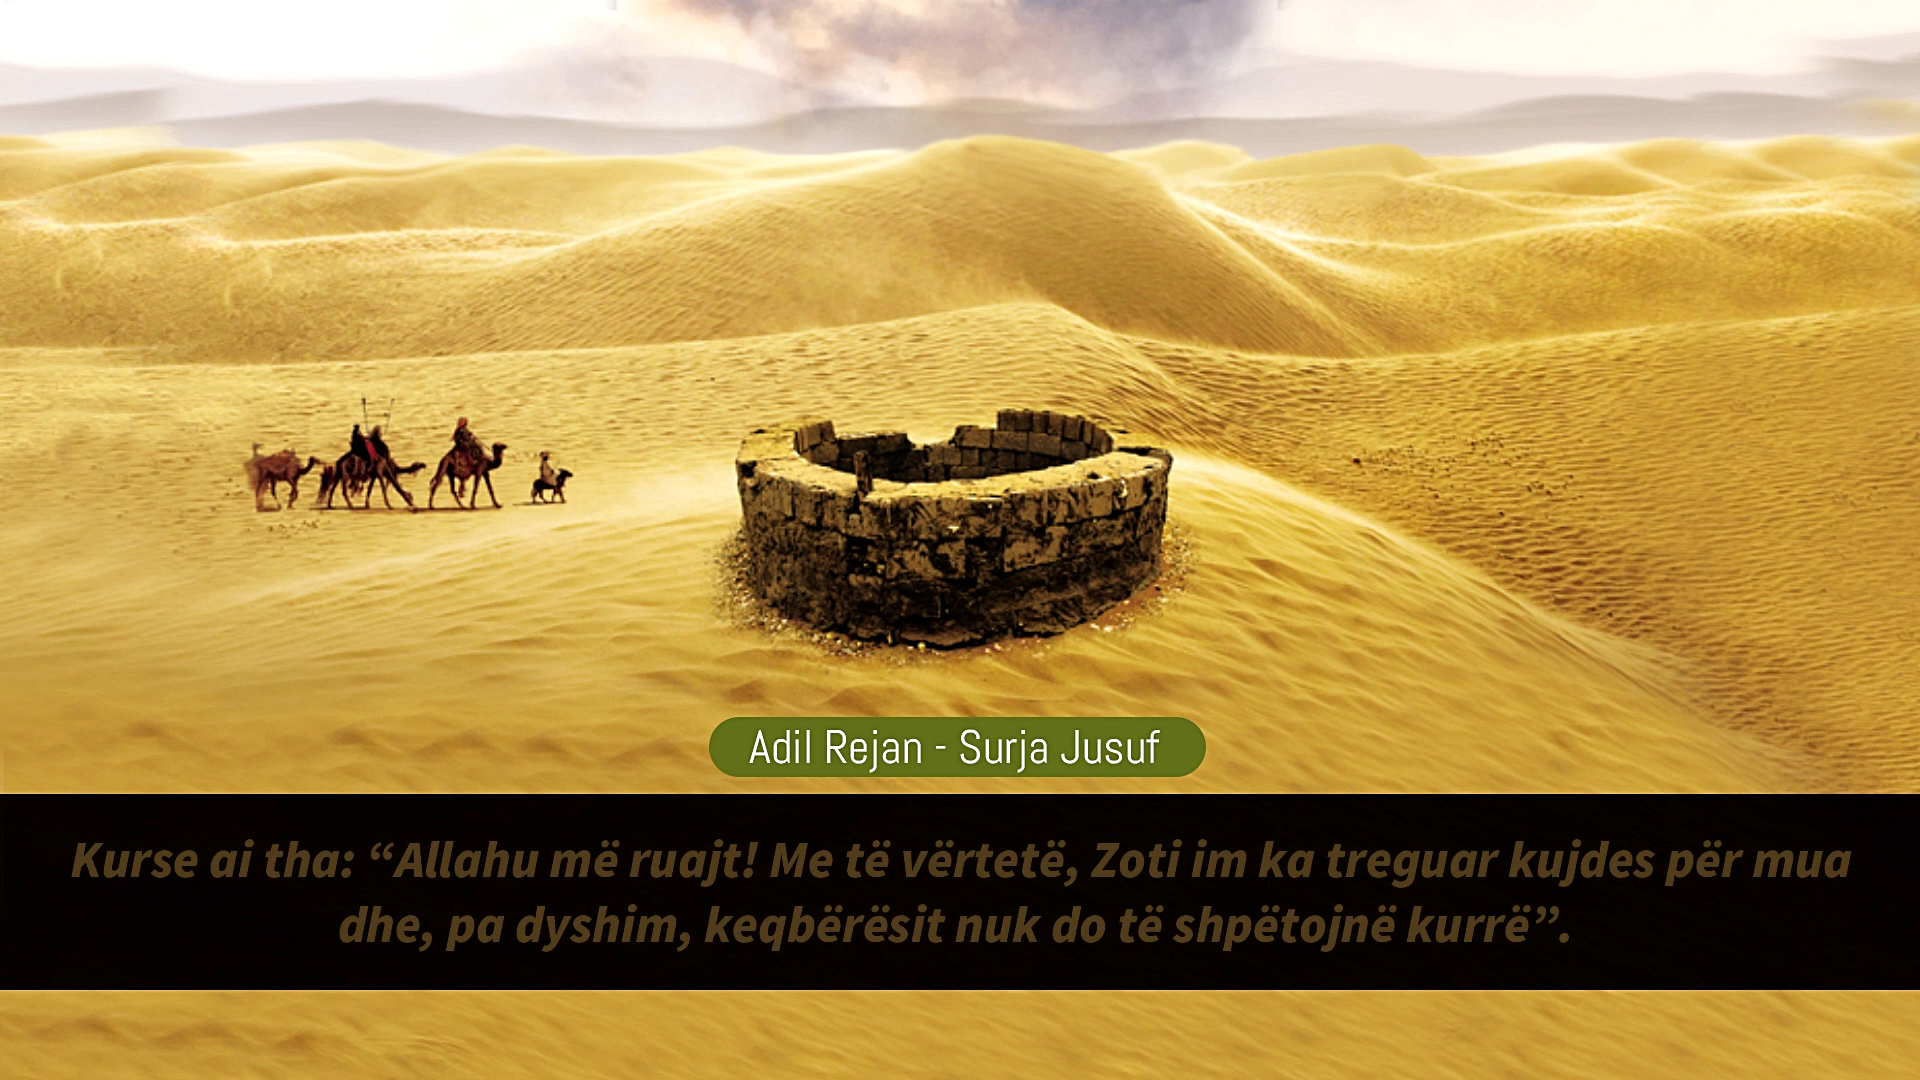 Adil Rejan - Surja Jusuf
Kurse ai tha: “Allahu më ruajt! Me të vërtetë, Zoti im ka treguar kujdes për mua
dhe, pa dyshim, keqbërësit nuk do të shpëtojnë kurrë”.